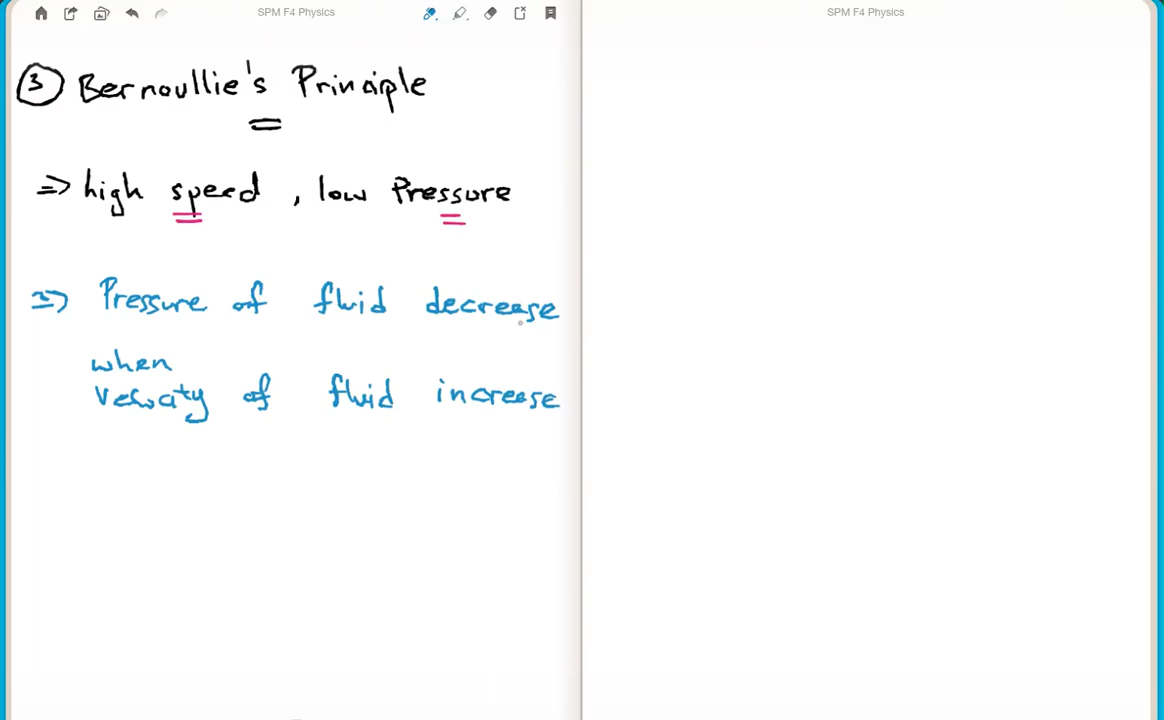 SPM F4 Physics
SPM F4 Physics
3 Bernoullie's Principle
=> high speed , low Pressure
=> Pressure of fluid decrease
when
velocity of fluid increase